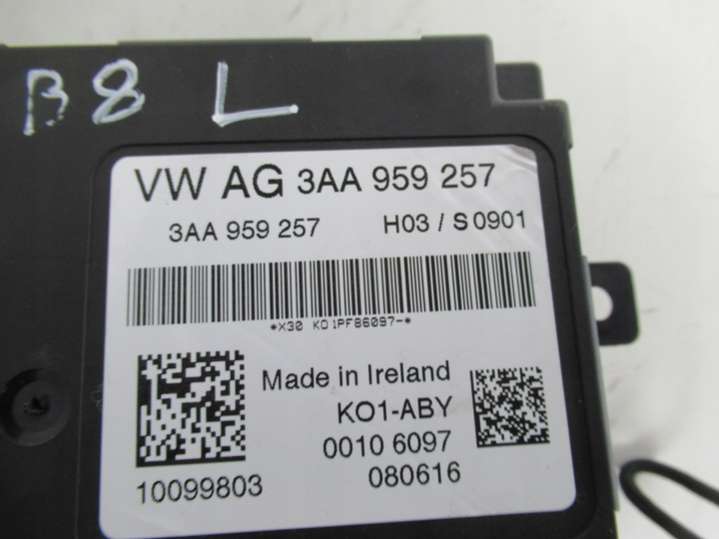 B8 L
VW AG 3AA 959 257
3AA 959 257 H03 / S 0901
*X30 KO1PF86097-*
Made in Ireland
KO1-ABY
0010 6097
10099803 080616